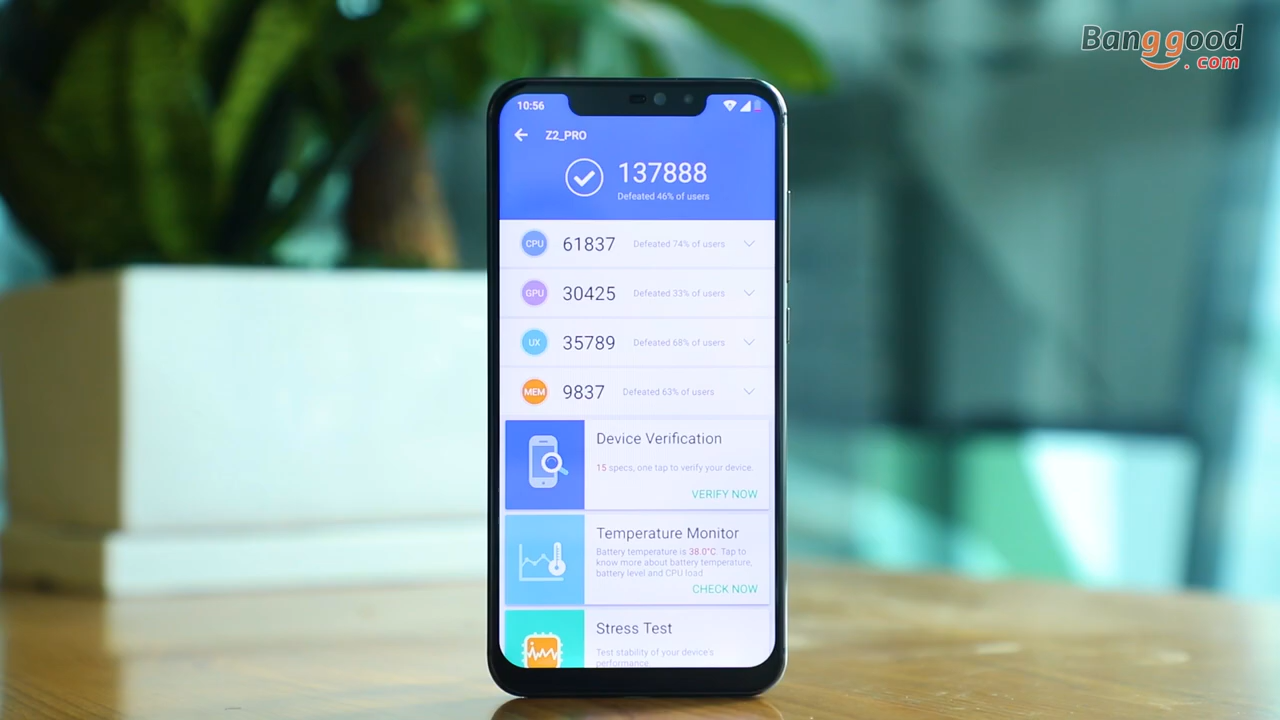 Banggood
.com
10:56
Z2_PRO
137888
Defeated 46% of users
CPU 61837 Defeated 74% of users
GPU 30425 Defeated 33% of users
UX 35789 Defeated 68% of users
MEM 9837 Defeated 63% of users
Device Verification
15 specs, one tap to verify your device.
VERIFY NOW
Temperature Monitor
Battery temperature is 38.0°C. Tap to
know more about battery temperature,
battery level and CPU load
CHECK NOW
Stress Test
Test stability of your device's
performance